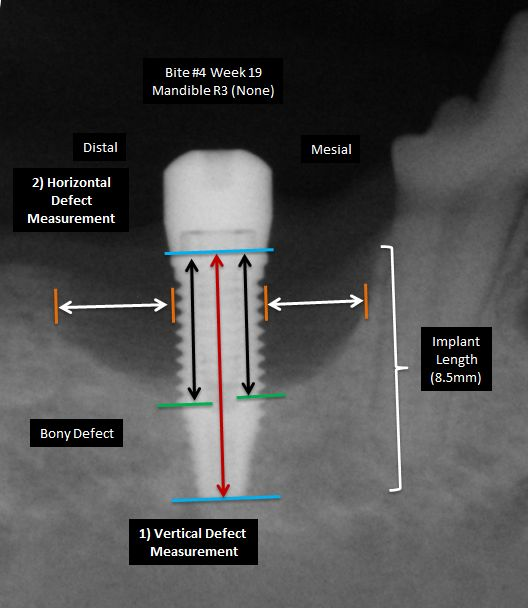 Bite #4 Week 19
Mandible R3 (None)
Distal
Mesial
2) Horizontal
Defect
Measurement
Implant
Length
(8.5mm)
Bony Defect
1) Vertical Defect
Measurement